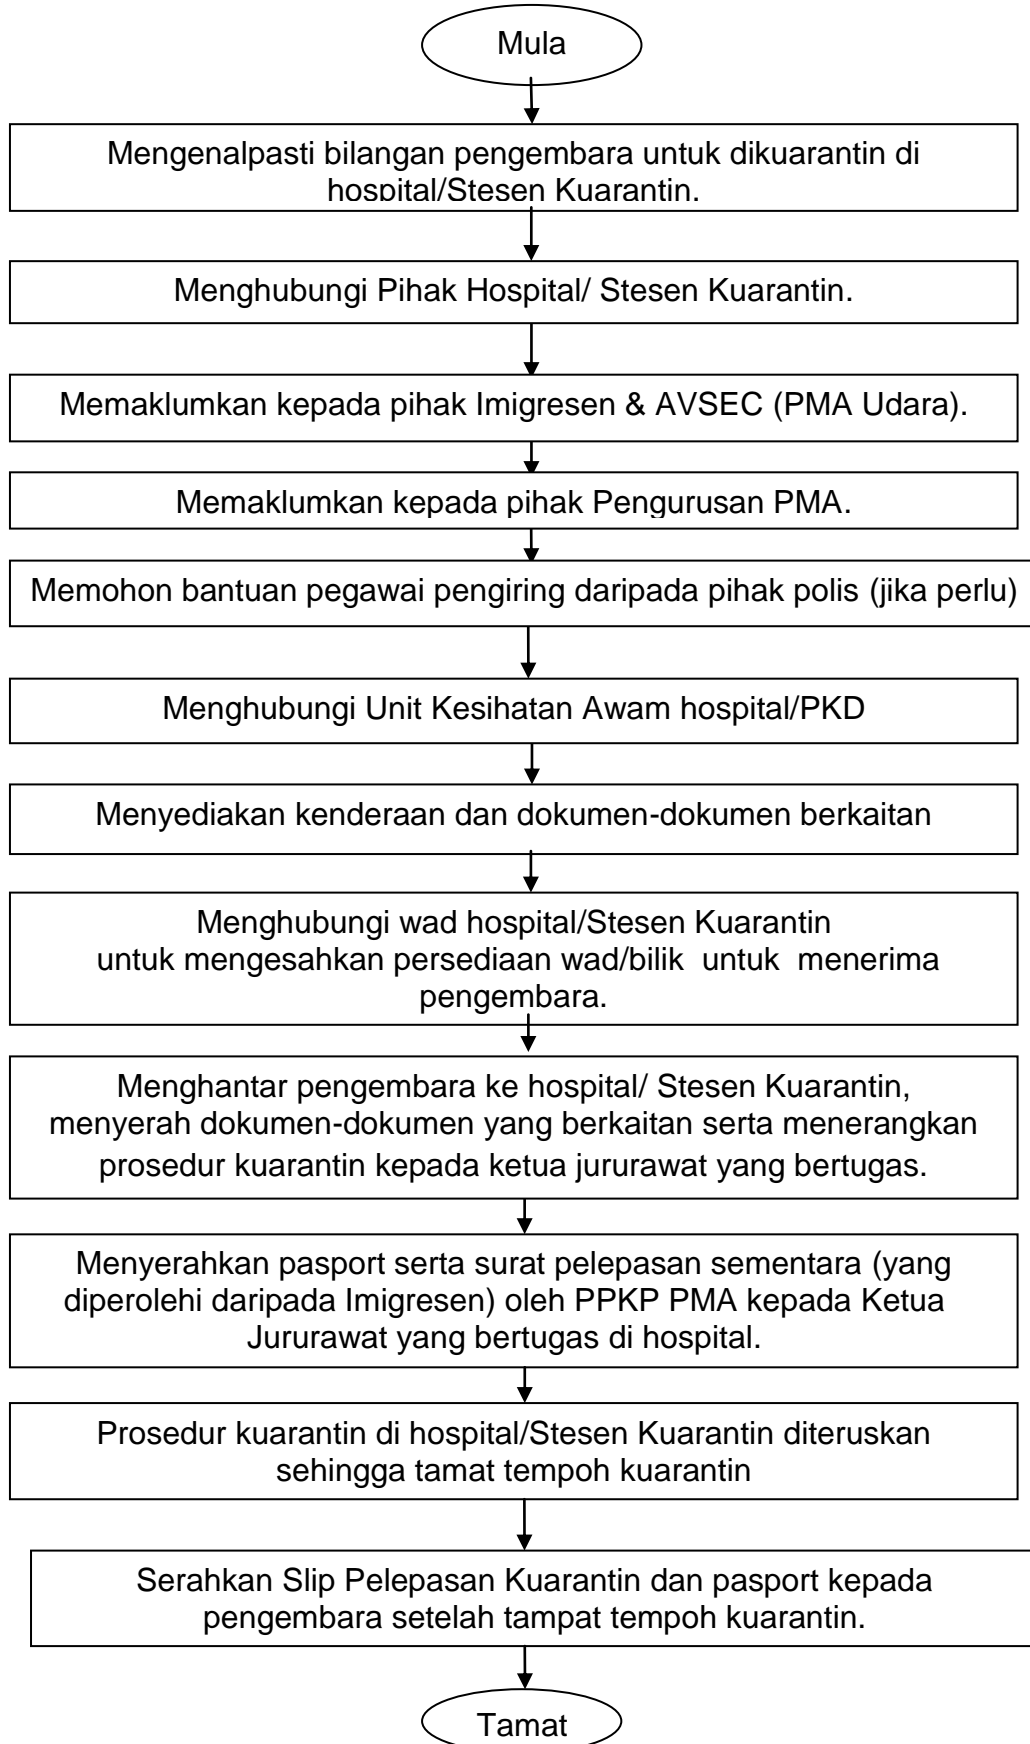 Mula
Mengenalpasti bilangan pengembara untuk dikuarantin di
hospital/Stesen Kuarantin.
Menghubungi Pihak Hospital/ Stesen Kuarantin.
Memaklumkan kepada pihak Imigresen & AVSEC (PMA Udara).
Memaklumkan kepada pihak Pengurusan PMA.
Memohon bantuan pegawai pengiring daripada pihak polis (jika perlu)
Menghubungi Unit Kesihatan Awam hospital/PKD
Menyediakan kenderaan dan dokumen-dokumen berkaitan
Menghubungi wad hospital/Stesen Kuarantin
untuk mengesahkan persediaan wad/bilik untuk menerima
pengembara.
Menghantar pengembara ke hospital/ Stesen Kuarantin,
menyerah dokumen-dokumen yang berkaitan serta menerangkan
prosedur kuarantin kepada ketua jururawat yang bertugas.
Menyerahkan pasport serta surat pelepasan sementara (yang
diperolehi daripada Imigresen) oleh PPKP PMA kepada Ketua
Jururawat yang bertugas di hospital.
Prosedur kuarantin di hospital/Stesen Kuarantin diteruskan
sehingga tamat tempoh kuarantin
Serahkan Slip Pelepasan Kuarantin dan pasport kepada
pengembara setelah tampat tempoh kuarantin.
Tamat